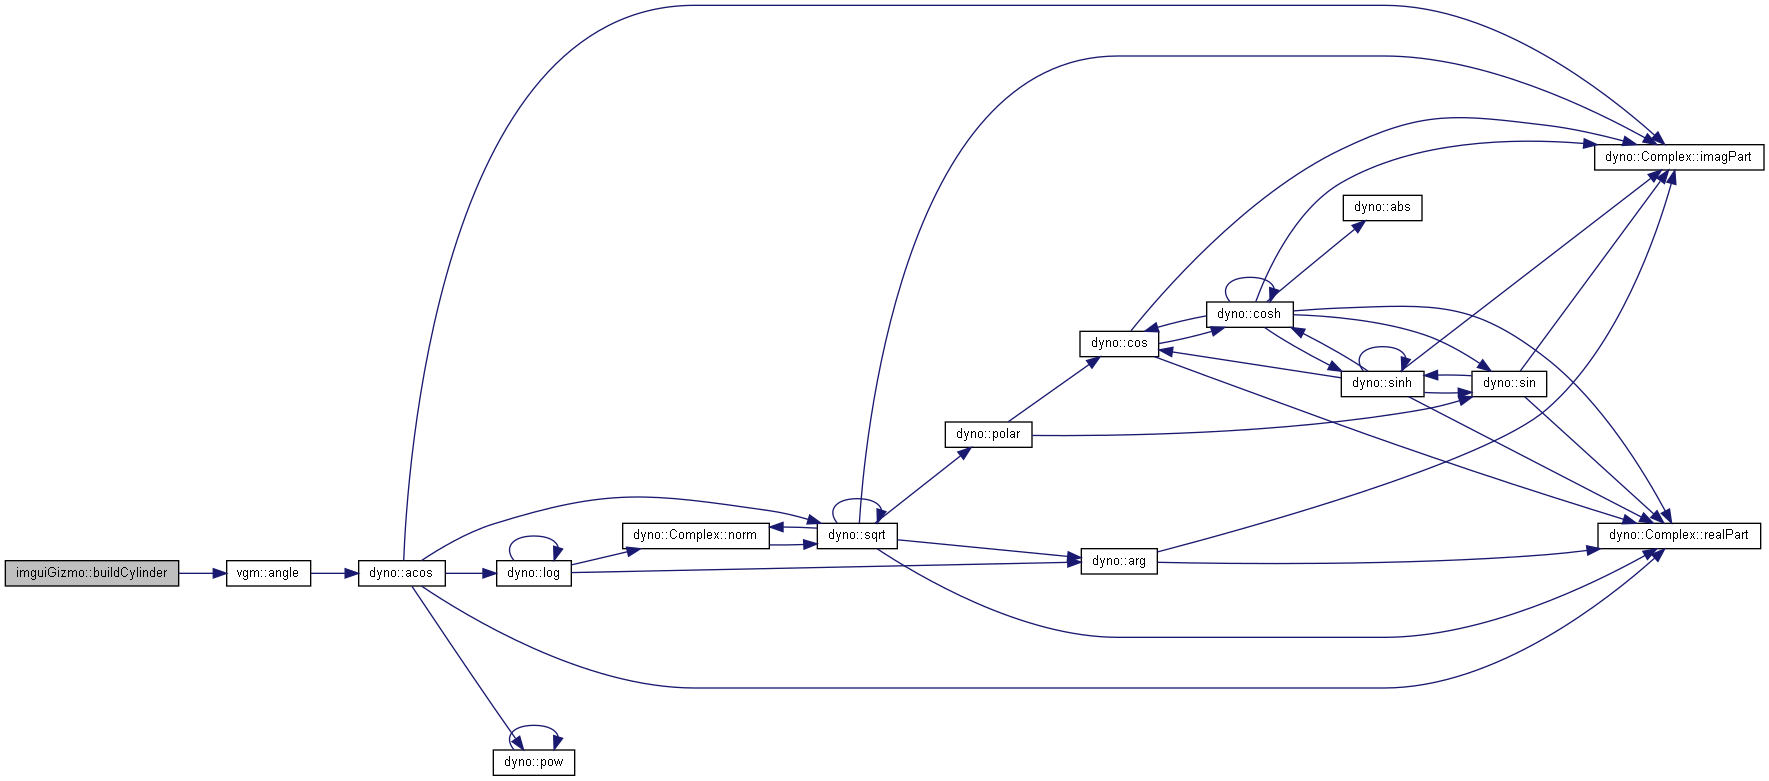 dyno::Complex::imagPart
dyno::abs
dyno::cosh
dyno::cos
dyno::sinh
dyno::sin
dyno::polar
dyno::Complex::norm
dyno::sqrt
dyno::Complex::realPart
dyno::arg
imguiGizmo::buildCylinder
vgm::angle
dyno::acos
dyno::log
dyno::pow